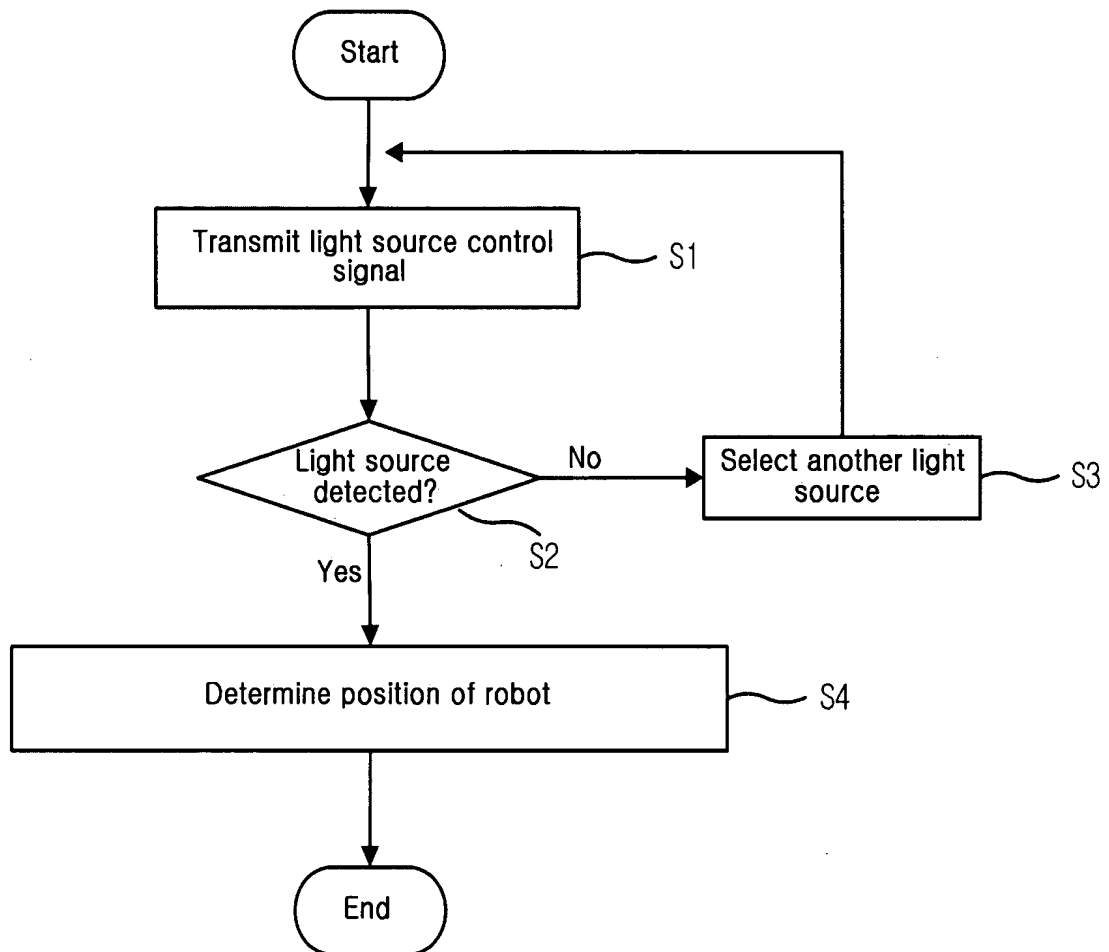 Start
Transmit light source control
signal
S1
Light source
detected?
No
Select another light
source
S3
S2
Yes
Determine position of robot
S4
End